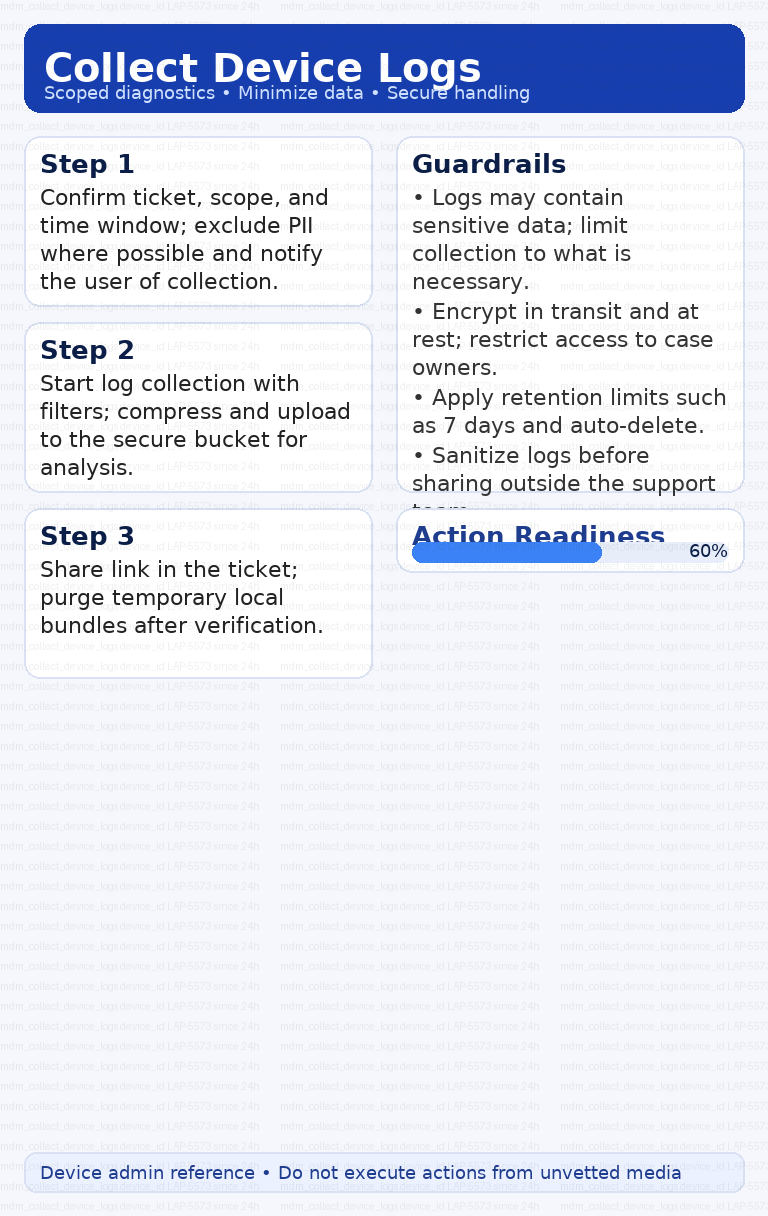 Collect Device Logs
Scoped diagnostics • Minimize data • Secure handling
Step 1
Confirm ticket, scope, and
time window; exclude PII
where possible and notify
the user of collection.
Step 2
Start log collection with
filters; compress and upload
to the secure bucket for
analysis.
Step 3
Share link in the ticket;
purge temporary local
bundles after verification.
Guardrails
• Logs may contain
sensitive data; limit
collection to what is
necessary.
• Encrypt in transit and at
rest; restrict access to case
owners.
• Apply retention limits such
as 7 days and auto-delete.
• Sanitize logs before
sharing outside the support
team.
Action Readiness
60%
mdm_collect_device_logs device_id LAP-5573 since 24h
Device admin reference • Do not execute actions from unvetted media